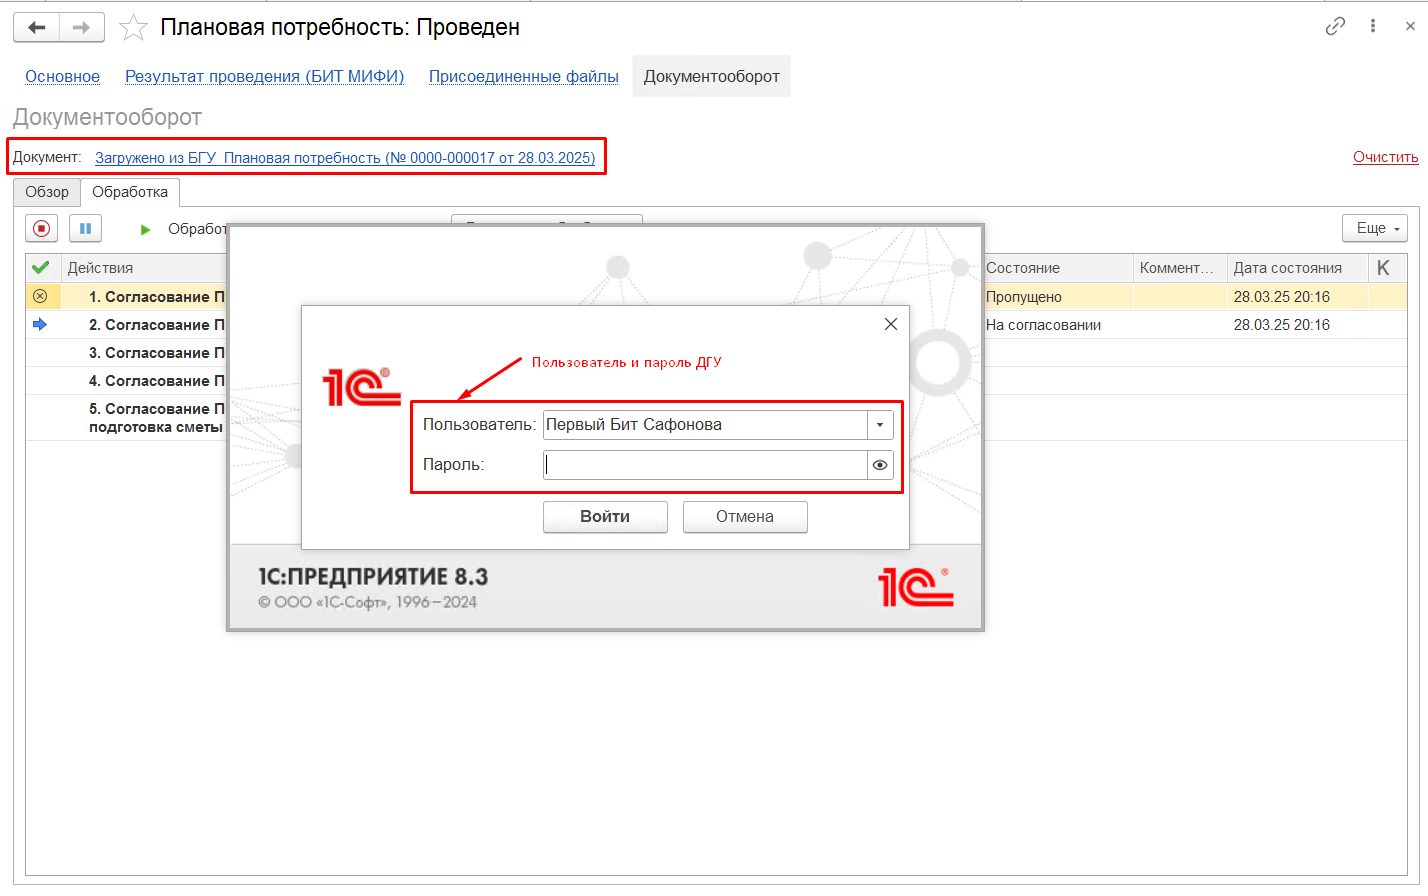 Плановая потребность: Проведен
Основное Результат проведения (БИТ МИФИ) Присоединенные файлы Документооборот
Документооборот
Документ: Загружено из БГУ Плановая потребность (№ 0000-000017 от 28.03.2025) Очистить
Обзор Обработка
Еще
Действия Состояние Коммент... Дата состояния К
1. Согласование П Пропущено 28.03.25 20:16
2. Согласование П На согласовании 28.03.25 20:16
3. Согласование П
4. Согласование П
5. Согласование П
подготовка сметы
Пользователь и пароль ДГУ
1С®
Пользователь: Первый Бит Сафонова
Пароль:
Войти Отмена
1С:ПРЕДПРИЯТИЕ 8.3
© ООО «1С-Софт», 1996–2024
1С®